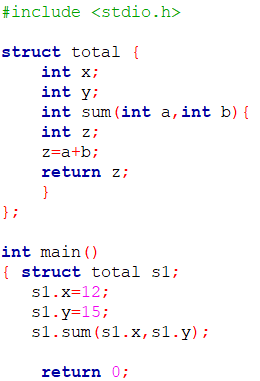 #include <stdio.h>
struct total {
int x;
int y;
int sum(int a,int b){
int z;
z=a+b;
return z;
}
};
int main()
{ struct total s1;
s1.x=12;
s1.y=15;
s1.sum(s1.x,s1.y);
return 0;